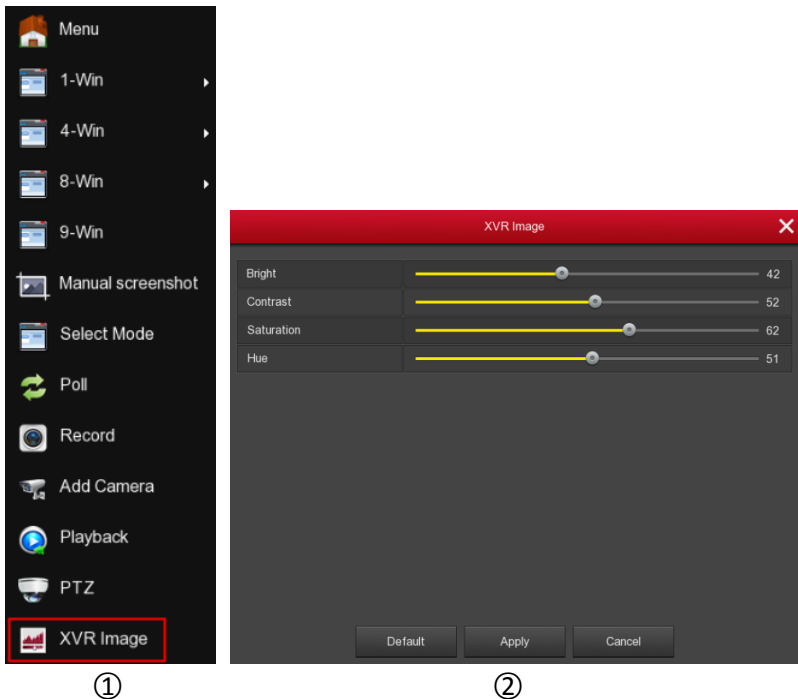 Menu
1-Win
4-Win
8-Win
9-Win
Manual screenshot
Select Mode
Poll
Record
Add Camera
Playback
PTZ
XVR Image
①
XVR Image
Bright 42
Contrast 52
Saturation 62
Hue 51
Default Apply Cancel
②